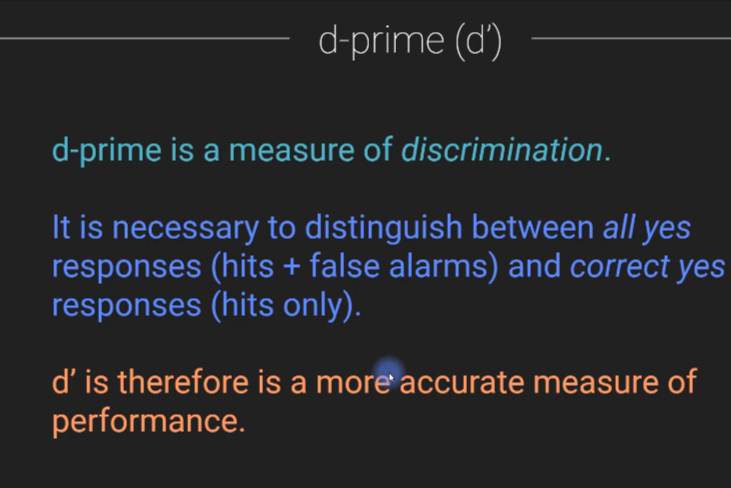 d-prime (d’)
d-prime is a measure of discrimination.
It is necessary to distinguish between all yes
responses (hits + false alarms) and correct yes
responses (hits only).
d’ is therefore is a more accurate measure of
performance.